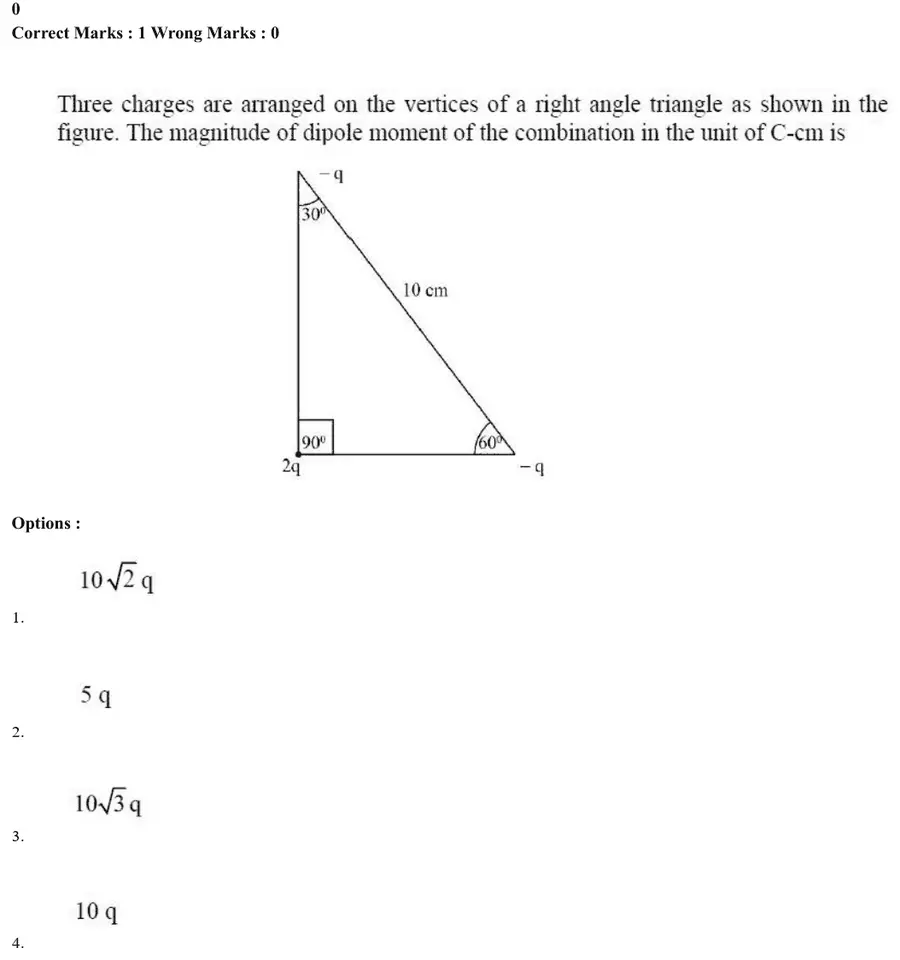 0
Correct Marks : 1 Wrong Marks : 0
Three charges are arranged on the vertices of a right angle triangle as shown in the
figure. The magnitude of dipole moment of the combination in the unit of C-cm is
– q
30⁰
10 cm
90⁰
60⁰
2q
– q
Options :
10√2 q
1.
5 q
2.
10√3 q
3.
10 q
4.